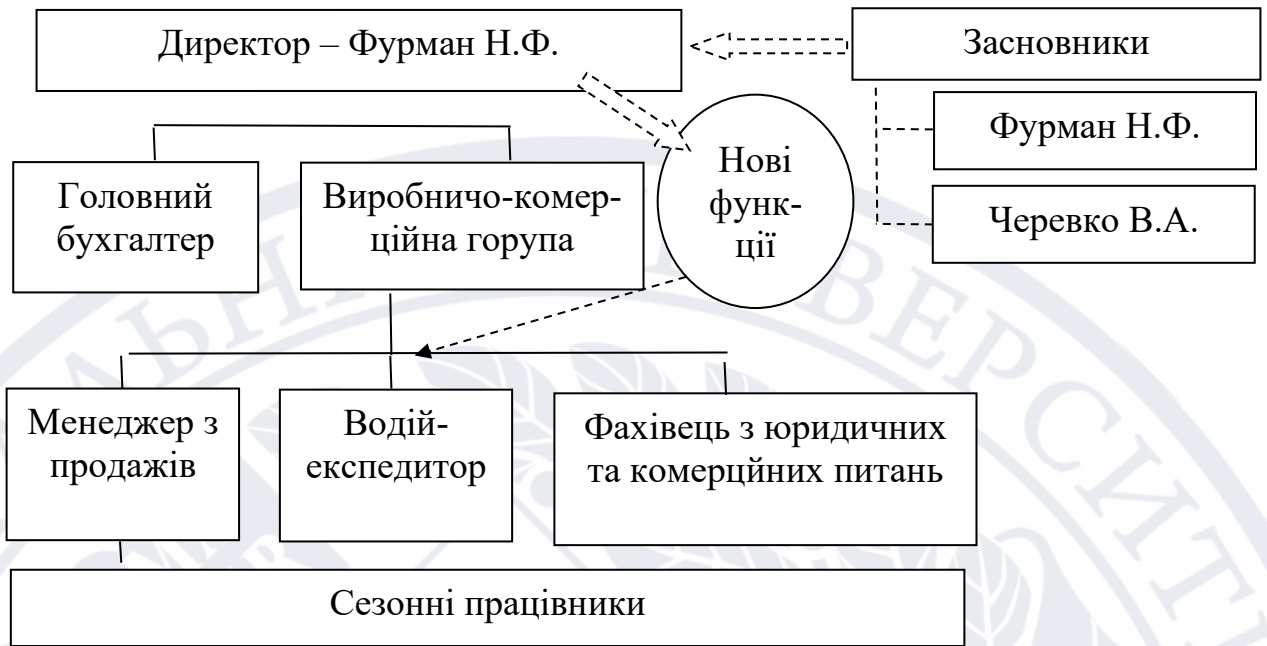 Директор – Фурман Н.Ф.
Засновники
Фурман Н.Ф.
Черевко В.А.
Головний
бухгалтер
Виробничо-комер-
ційна горупа
Нові
функ-
ції
Менеджер з
продажів
Водій-
експедитор
Фахівець з юридичних
та комерційних питань
Сезонні працівники